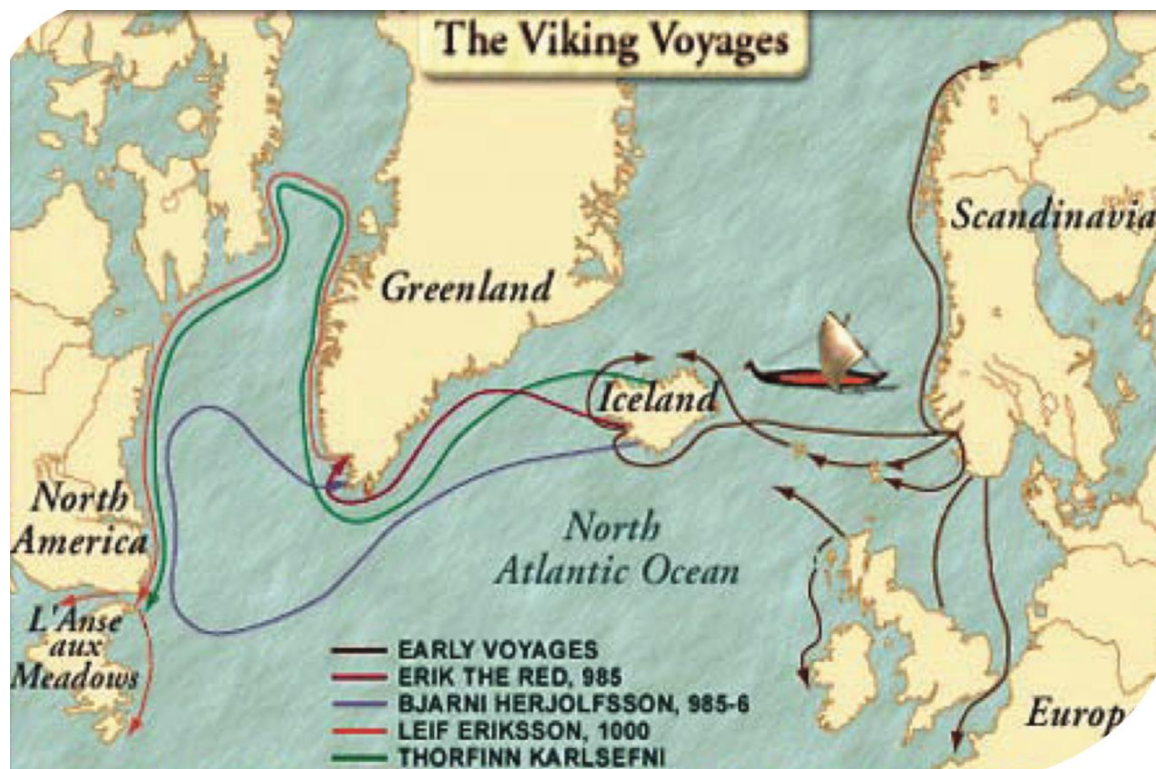 The Viking Voyages
Scandinavia
Greenland
Iceland
North
America
North
Atlantic Ocean
L'Anse
aux
Meadows
Europ
EARLY VOYAGES
ERIK THE RED, 985
BJARNI HERJOLFSSON, 985-6
LEIF ERIKSSON, 1000
THORFINN KARLSEFNI